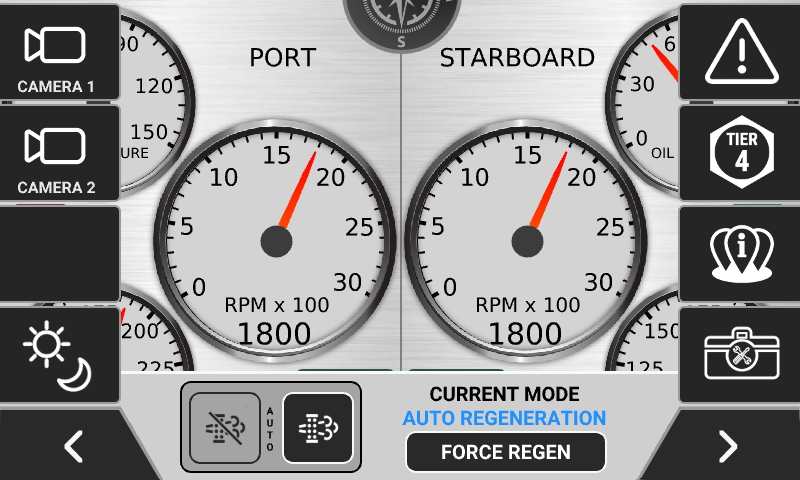 S
PORT
STARBOARD
CAMERA 1
CAMERA 2
90
120
150
URE
200
225
0
5
10
15
20
25
30
RPM x 100
1800
0
5
10
15
20
25
30
RPM x 100
1800
6
30
0
OIL
150
125
TIER
4
i
AUTO
CURRENT MODE
AUTO REGENERATION
FORCE REGEN